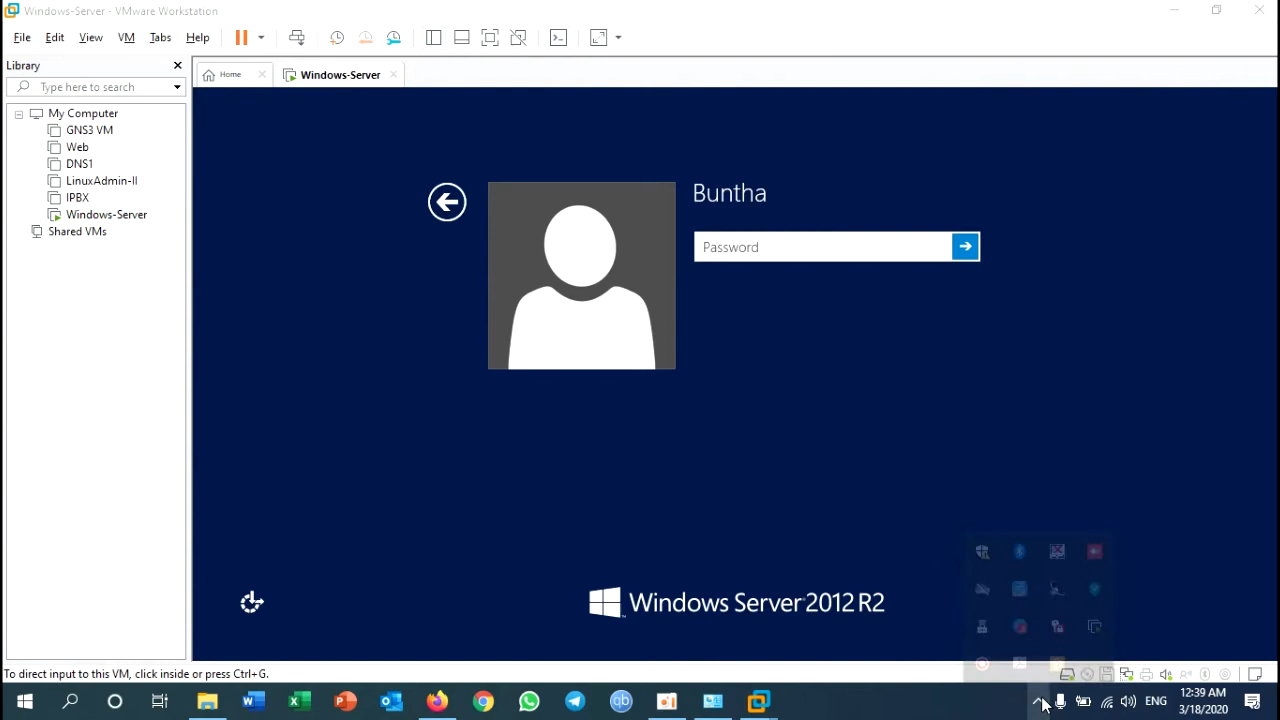 Windows-Server - VMware Workstation
File Edit View VM Tabs Help
Library
Home
Windows-Server
Type here to search
My Computer
GNS3 VM
Web
DNS1
LinuxAdmin-II
IPBX
Windows-Server
Shared VMs
Buntha
Password
Windows Server 2012 R2
To direct input to this VM, click inside or press Ctrl+G.
ENG
12:39 AM
3/18/2020